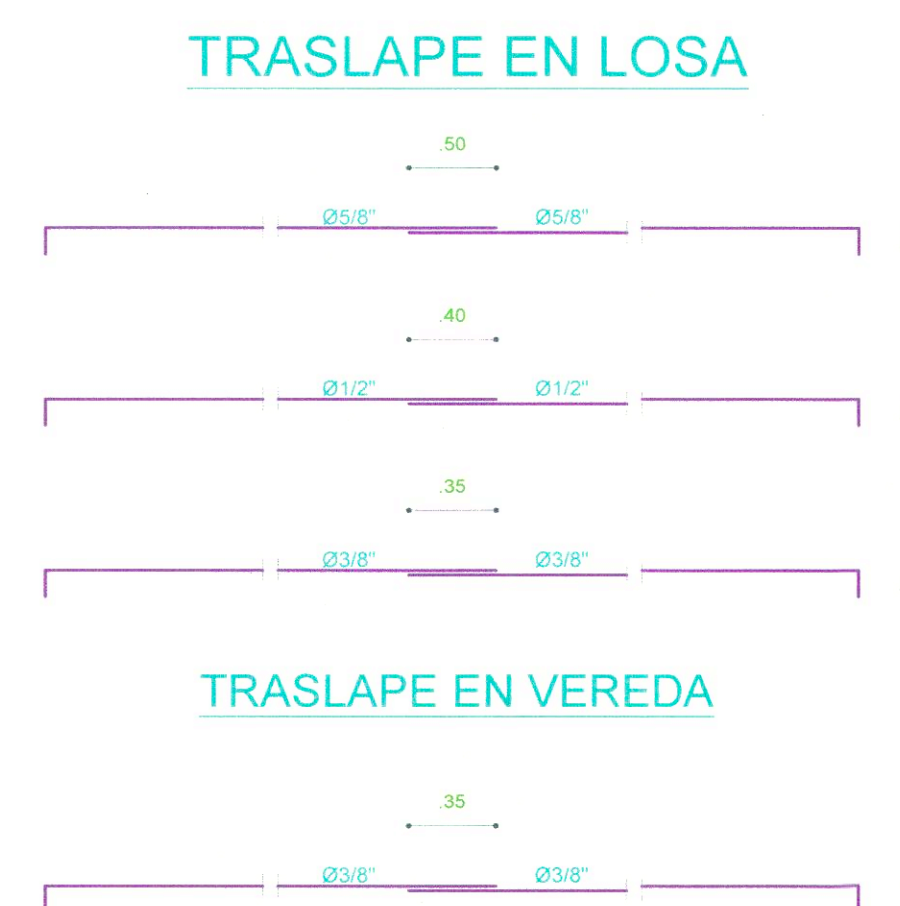 TRASLAPE EN LOSA
.50
Ø5/8" Ø5/8"
.40
Ø1/2" Ø1/2"
.35
Ø3/8" Ø3/8"
TRASLAPE EN VEREDA
.35
Ø3/8" Ø3/8"